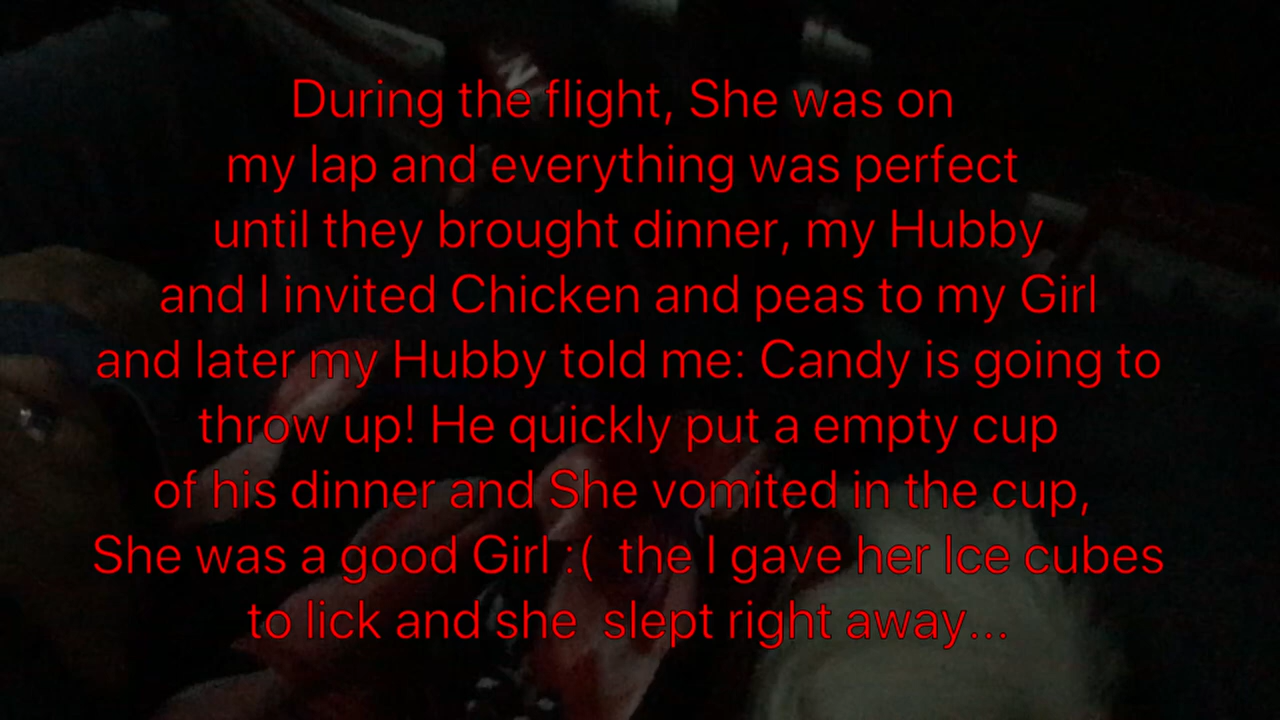 During the flight, She was on
my lap and everything was perfect
until they brought dinner, my Hubby
and I invited Chicken and peas to my Girl
and later my Hubby told me: Candy is going to
throw up! He quickly put a empty cup
of his dinner and She vomited in the cup,
She was a good Girl :(  the I gave her Ice cubes
to lick and she  slept right away...